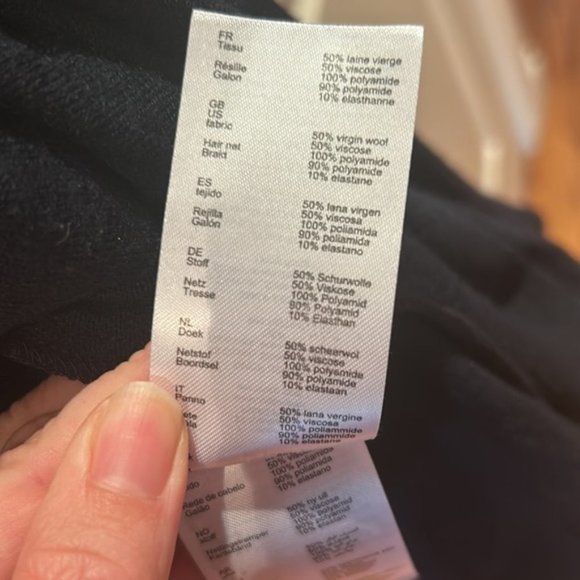 FR
Tissu
50% laine vierge
50% viscose
Résille 100% polyamide
Galon 90% polyamide
10% élasthanne
GB
US
fabric
50% virgin wool
50% viscose
Hair net 100% polyamide
Braid 90% polyamide
10% elastane
ES
tejido
50% lana virgen
50% viscosa
Rejilla 100% poliamida
Galón 90% poliamida
10% elastano
DE
Stoff
50% Schurwolle
50% Viskose
Netz 100% Polyamid
Tresse 90% Polyamid
10% Elasthan
NL
Doek
50% scheerwol
50% viscose
Netstof 100% polyamide
Boordsel 90% polyamide
10% elastaan
IT
Panno
50% lana vergine
50% viscosa
100% poliammide
90% poliammide
10% elastane
50%
100% poliamida
Rede de cabelo 90% poliamida
Galão 10% elastano
NO
stoff
50% ny ull
50% viscose
100% polyamid
90% polyamid
10% elastan